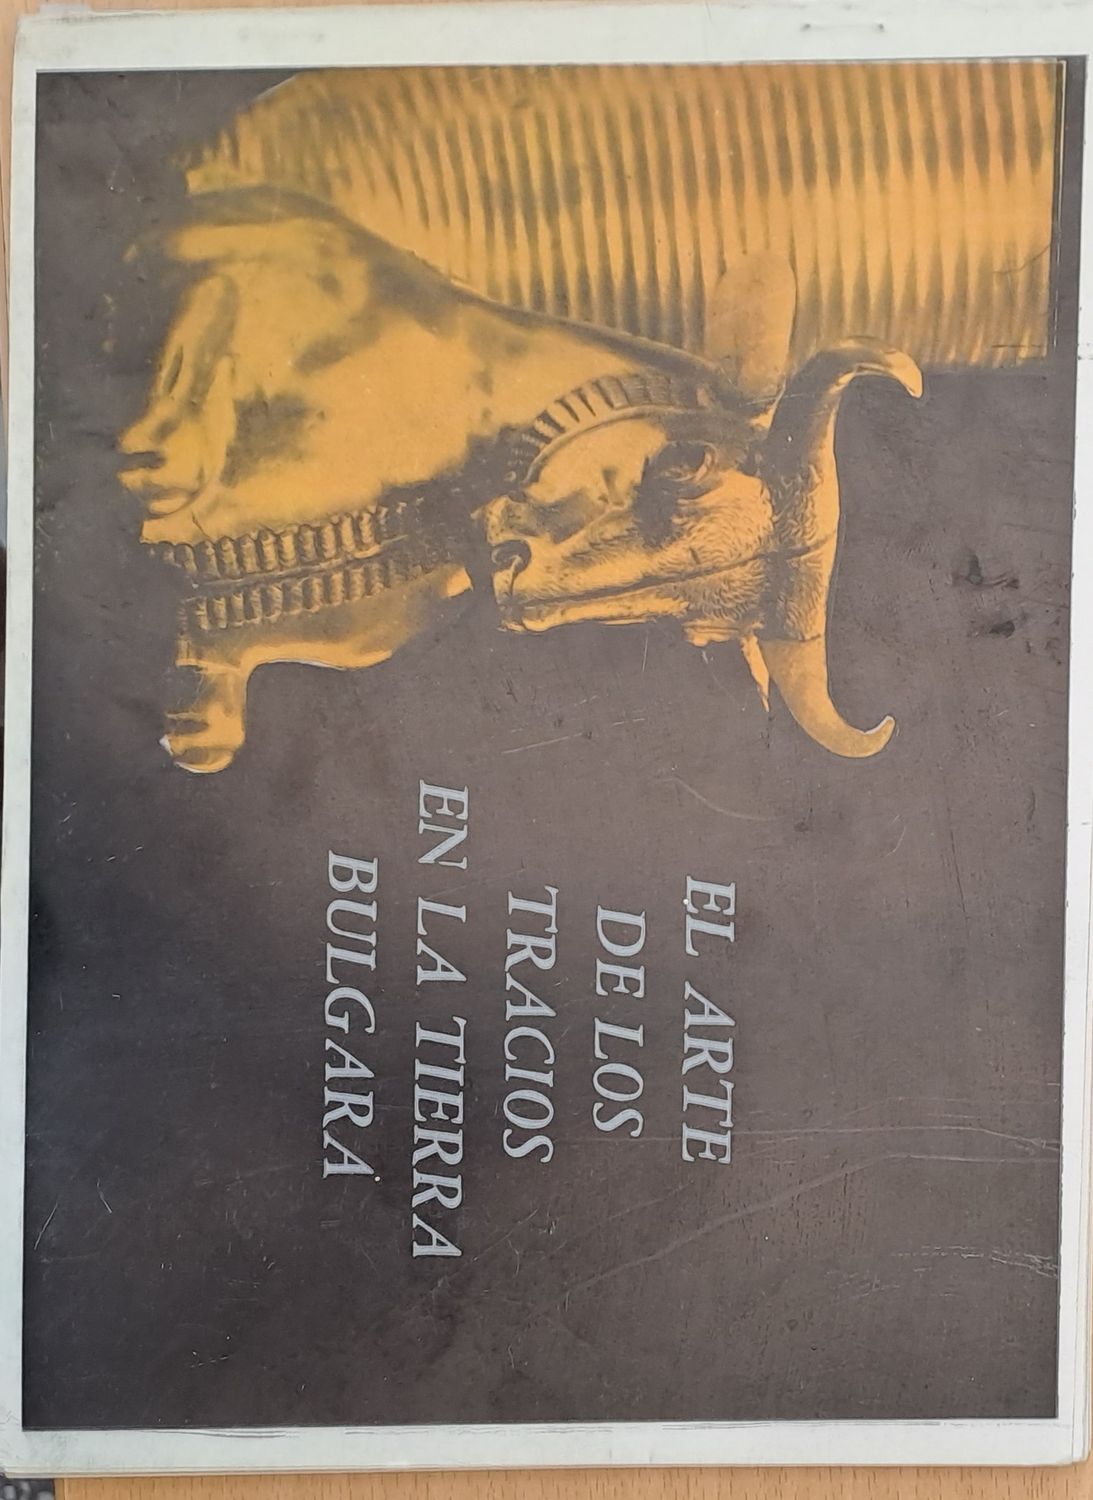 EL ARTE
DE LOS
TRACIOS
EN LA TIERRA
BULGARA